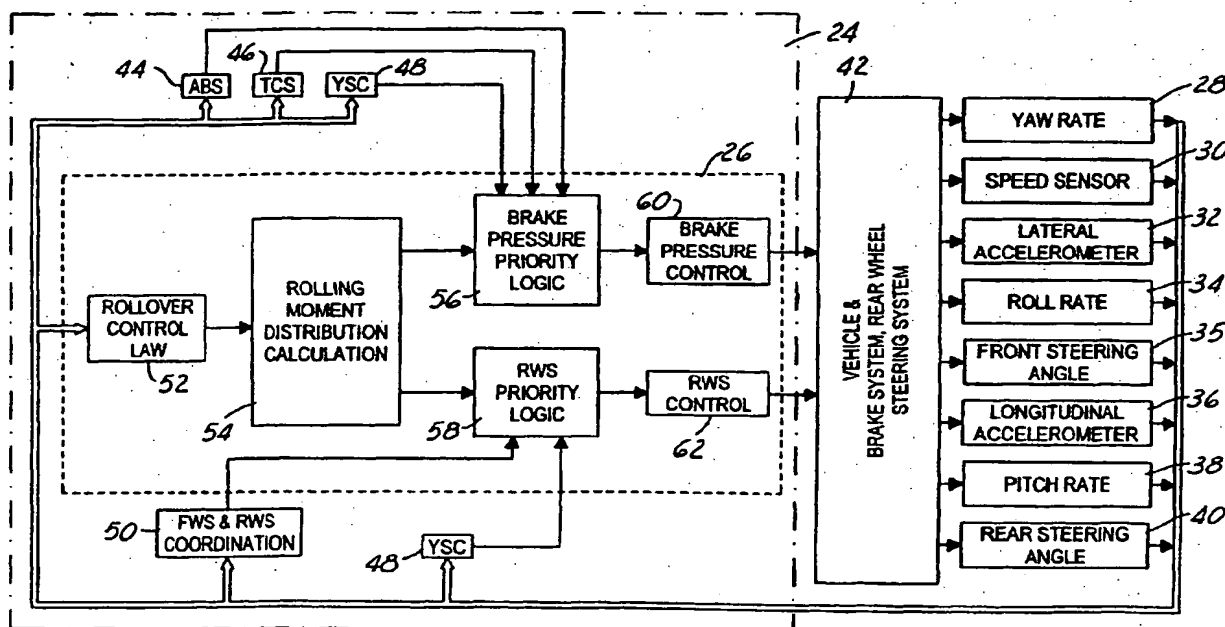 24
44
ABS
46
TCS
48
YSC
42
28
YAW RATE
30
SPEED SENSOR
32
LATERAL
ACCELEROMETER
34
ROLL RATE
35
FRONT STEERING
ANGLE
36
LONGITUDINAL
ACCELEROMETER
38
PITCH RATE
40
REAR STEERING
ANGLE
26
ROLLOVER
CONTROL
LAW
52
ROLLING
MOMENT
DISTRIBUTION
CALCULATION
54
BRAKE
PRESSURE
PRIORITY
LOGIC
56
60
BRAKE
PRESSURE
CONTROL
RWS
PRIORITY
LOGIC
58
RWS
CONTROL
62
VEHICLE &
BRAKE SYSTEM, REAR WHEEL
STEERING SYSTEM
50
FWS & RWS
COORDINATION
48
YSC